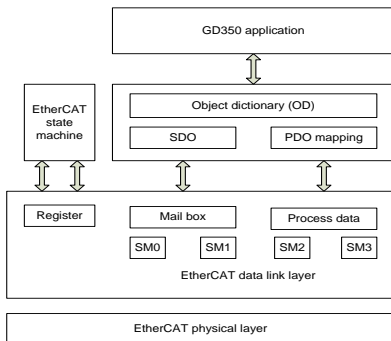 GD350 application
EtherCAT
state
machine
Object dictionary (OD)
SDO
PDO mapping
Register
Mail box
Process data
SM0
SM1
SM2
SM3
EtherCAT data link layer
EtherCAT physical layer